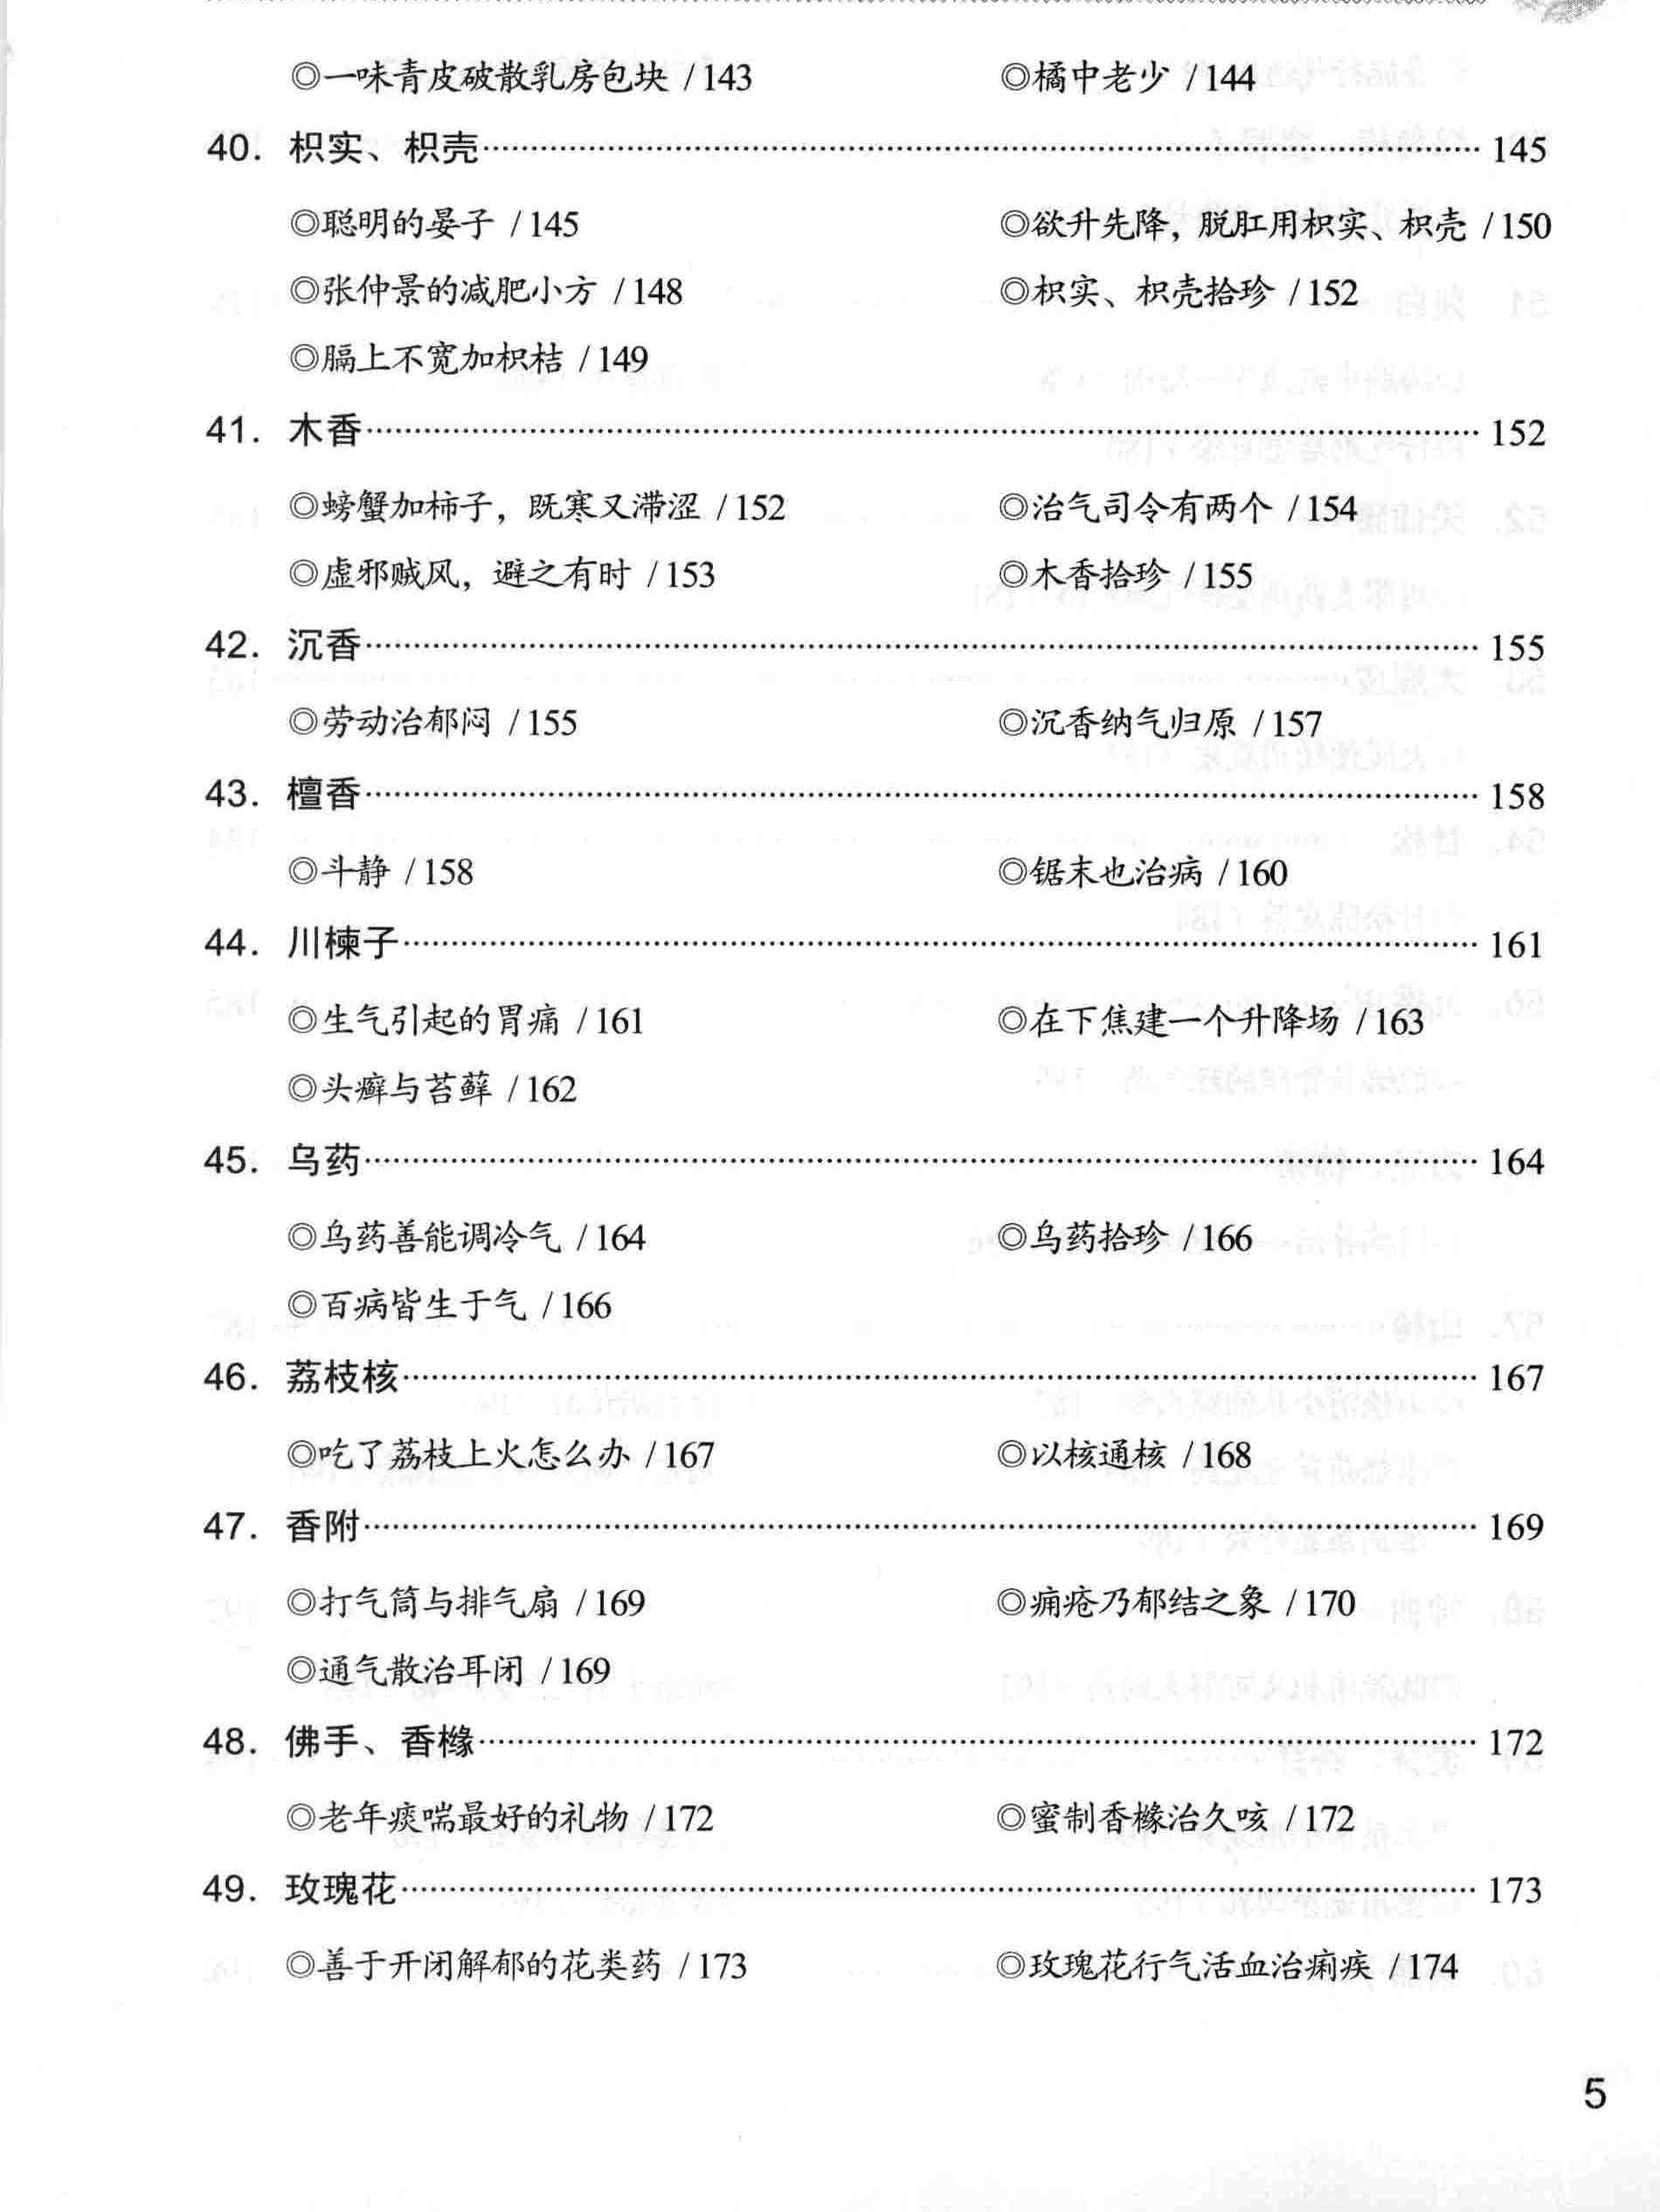 ◎一味青皮破散乳房包块 / 143 ◎橘中老少 / 144
40. 枳实、枳壳 145
◎聪明的晏子 / 145 ◎欲升先降，脱肛用枳实、枳壳 / 150
◎张仲景的减肥小方 / 148 ◎枳实、枳壳拾珍 / 152
◎膈上不宽加枳桔 / 149
41. 木香 152
◎螃蟹加柿子，既寒又滞涩 / 152 ◎治气司令有两个 / 154
◎虚邪贼风，避之有时 / 153 ◎木香拾珍 / 155
42. 沉香 155
◎劳动治郁闷 / 155 ◎沉香纳气归原 / 157
43. 檀香 158
◎斗静 / 158 ◎锯末也治病 / 160
44. 川楝子 161
◎生气引起的胃痛 / 161 ◎在下焦建一个升降场 / 163
◎头癣与苔藓 / 162
45. 乌药 164
◎乌药善能调冷气 / 164 ◎乌药拾珍 / 166
◎百病皆生于气 / 166
46. 荔枝核 167
◎吃了荔枝上火怎么办 / 167 ◎以核通核 / 168
47. 香附 169
◎打气筒与排气扇 / 169 ◎痈疮乃郁结之象 / 170
◎通气散治耳闭 / 169
48. 佛手、香橼 172
◎老年痰喘最好的礼物 / 172 ◎蜜制香橼治久咳 / 172
49. 玫瑰花 173
◎善于开闭解郁的花类药 / 173 ◎玫瑰花行气活血治痢疾 / 174
5